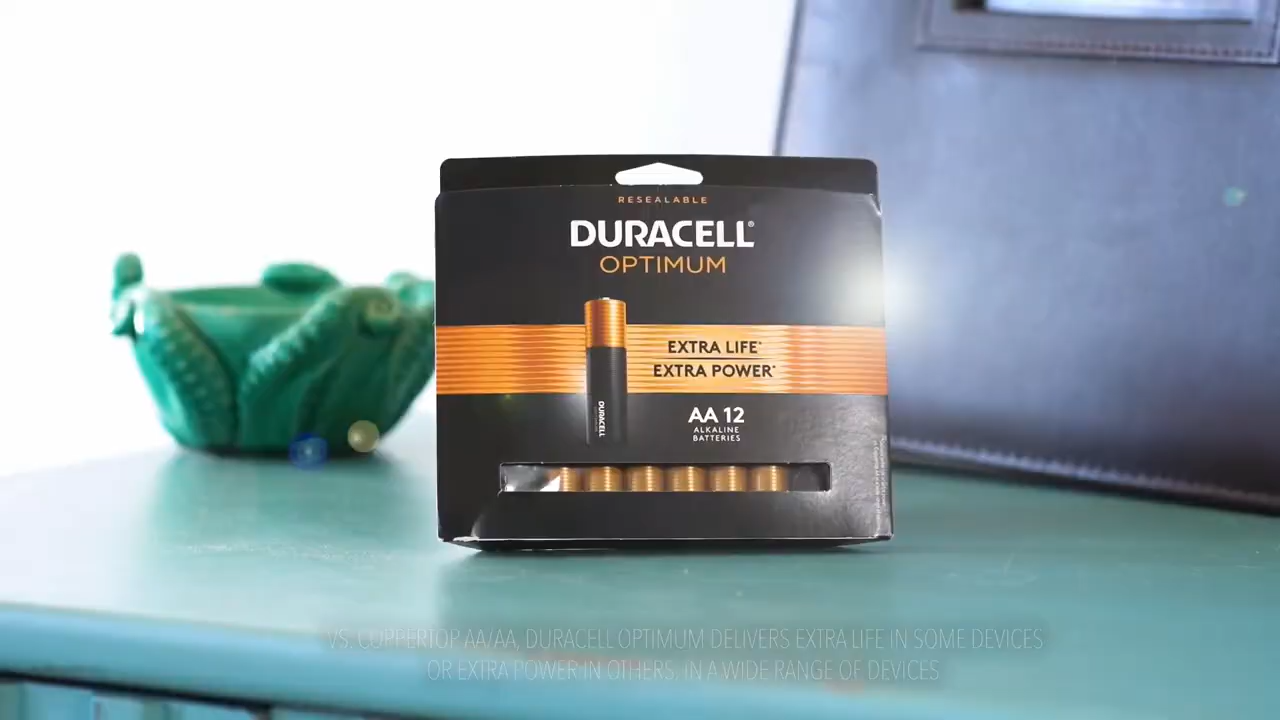 RESEALABLE
DURACELL®
OPTIMUM
EXTRA LIFE*
EXTRA POWER*
DURACELL
AA 12
ALKALINE
BATTERIES
VS. COPPERTOP AA/AA, DURACELL OPTIMUM DELIVERS EXTRA LIFE IN SOME DEVICES
OR EXTRA POWER IN OTHERS, IN A WIDE RANGE OF DEVICES